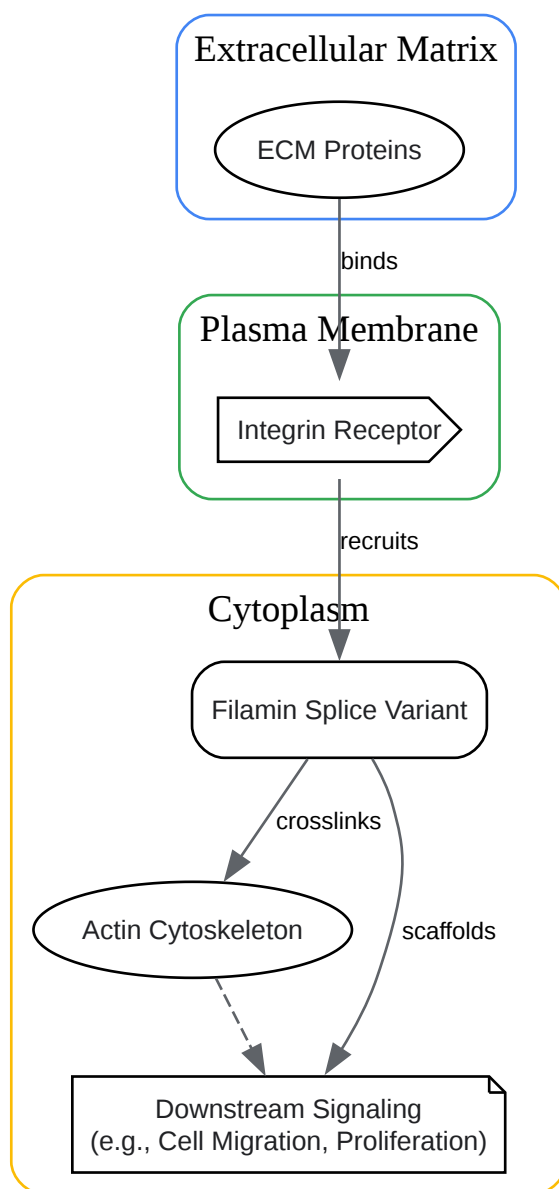 Extracellular Matrix
ECM Proteins
binds
Plasma Membrane
Integrin Receptor
recruits
Cytoplasm
Filamin Splice Variant
crosslinks
Actin Cytoskeleton
scaffolds
Downstream Signaling
(e.g., Cell Migration, Proliferation)